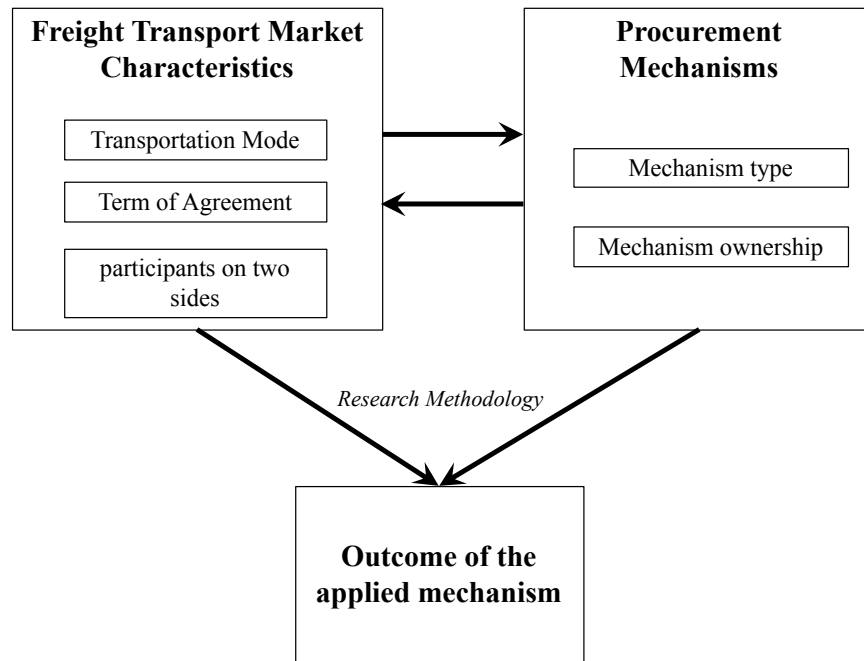 Freight Transport Market
Characteristics
Transportation Mode
Term of Agreement
participants on two
sides
Procurement
Mechanisms
Mechanism type
Mechanism ownership
Research Methodology
Outcome of the
applied mechanism